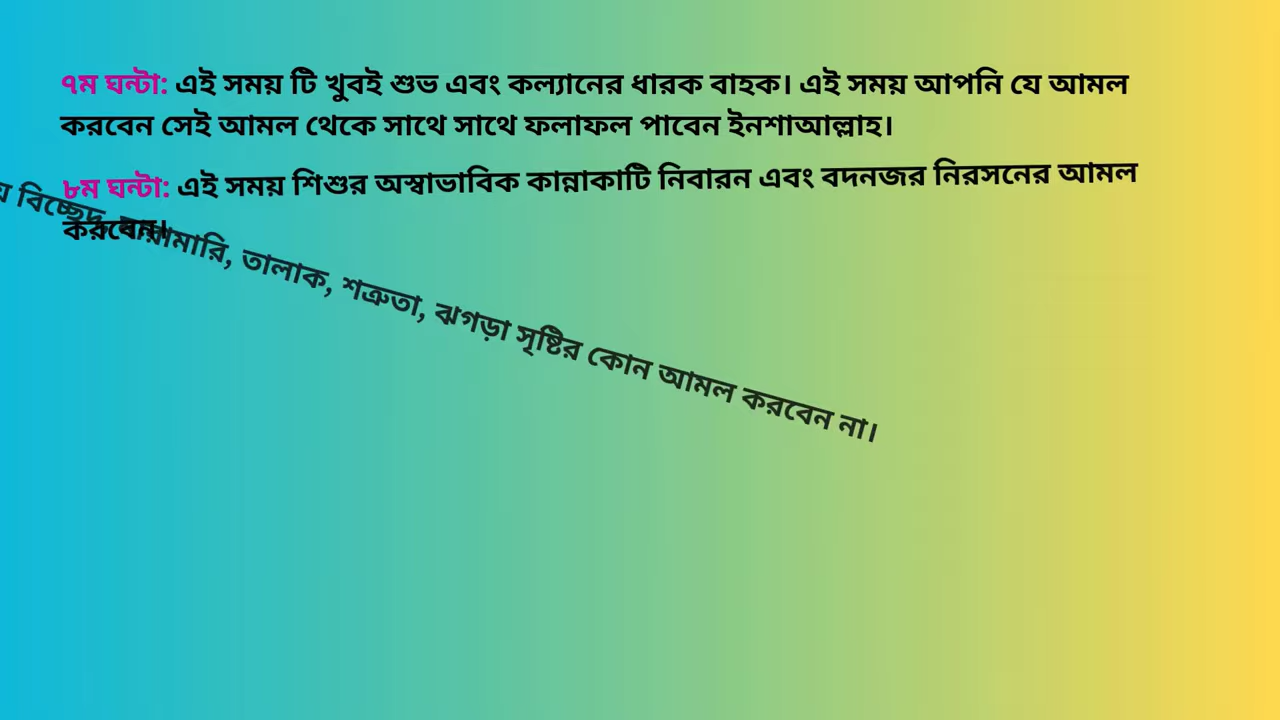 ৭ম ঘন্টা: এই সময় টি খুবই শুভ এবং কল্যানের ধারক বাহক। এই সময় আপনি যে আমল
করবেন সেই আমল থেকে সাথে সাথে ফলাফল পাবেন ইনশাআল্লাহ।
৮ম ঘন্টা: এই সময় শিশুর অস্বাভাবিক কান্নাকাটি নিবারন এবং বদনজর নিরসনের আমল
করবেন।
বিচ্ছেদ, মারামারি, তালাক, শত্রুতা, ঝগড়া সৃষ্টির কোন আমল করবেন না।